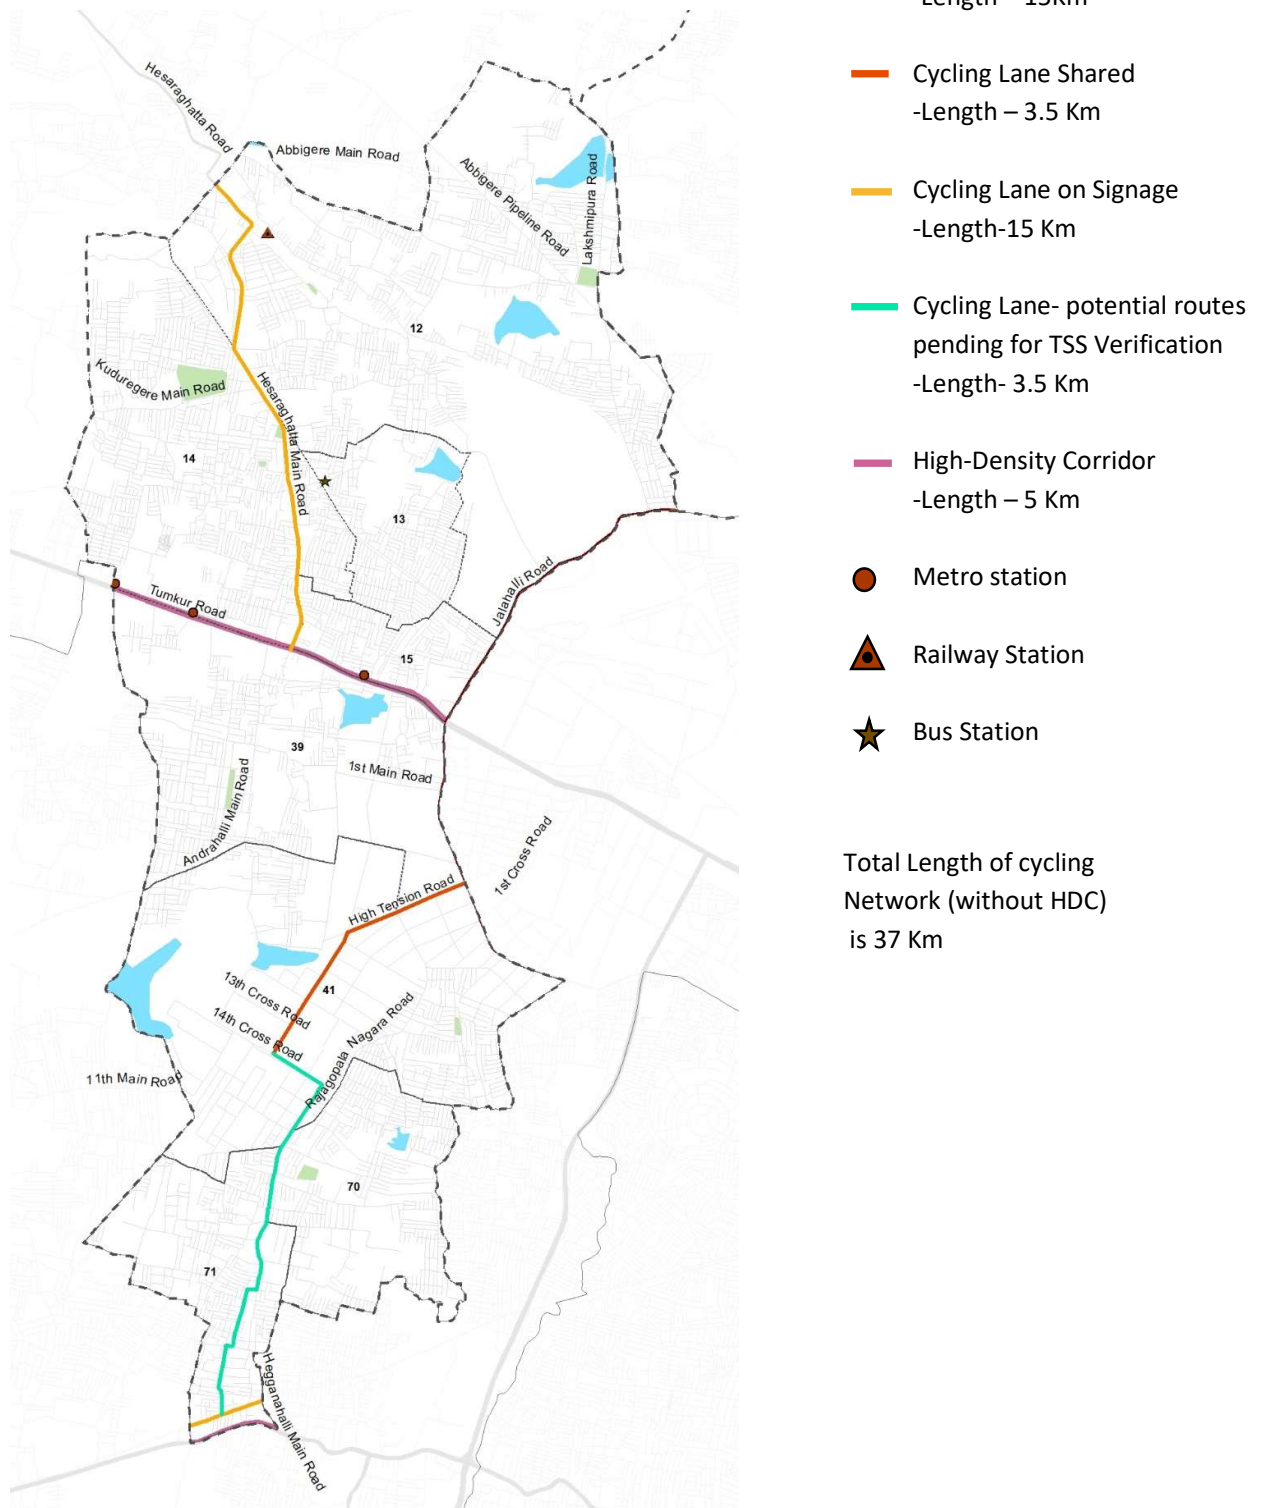 -Length – 15Km
Cycling Lane Shared
-Length – 3.5 Km
Cycling Lane on Signage
-Length-15 Km
Cycling Lane- potential routes
pending for TSS Verification
-Length- 3.5 Km
High-Density Corridor
-Length – 5 Km
Metro station
Railway Station
Bus Station
Total Length of cycling
Network (without HDC)
is 37 Km
Hesaraghatta Road
Abbigere Main Road
Abbigere Pipeline Road
Lakshmipura Road
12
Kuduregere Main Road
Hesaraghatta Main Road
14
13
Jalahalli Road
Tumkur Road
15
39
1st Main Road
Andrahalli Main Road
1st Cross Road
High Tension Road
13th Cross Road
41
14th Cross Road
Rajagopala Nagara Road
11th Main Road
70
71
Hegganahalli Main Road